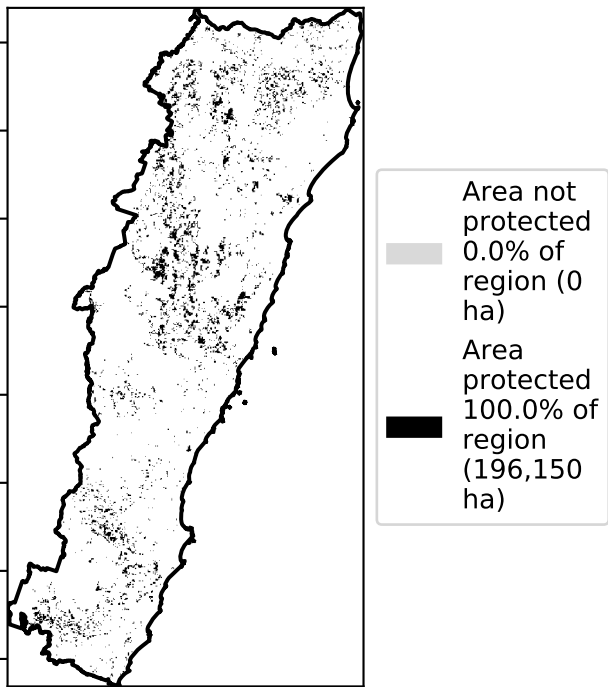 Area not
protected
0.0% of
region (0
ha)
Area
protected
100.0% of
region
(196,150
ha)